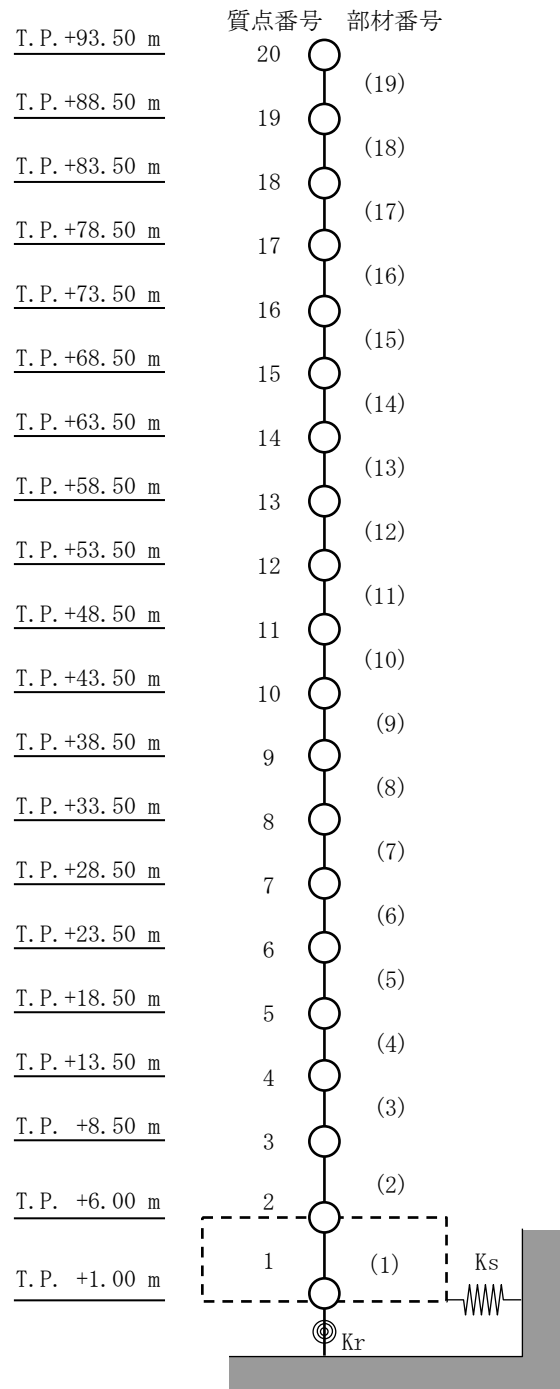 質点番号 部材番号
T.P.+93.50 m 20
(19)
T.P.+88.50 m 19
(18)
T.P.+83.50 m 18
(17)
T.P.+78.50 m 17
(16)
T.P.+73.50 m 16
(15)
T.P.+68.50 m 15
(14)
T.P.+63.50 m 14
(13)
T.P.+58.50 m 13
(12)
T.P.+53.50 m 12
(11)
T.P.+48.50 m 11
(10)
T.P.+43.50 m 10
(9)
T.P.+38.50 m 9
(8)
T.P.+33.50 m 8
(7)
T.P.+28.50 m 7
(6)
T.P.+23.50 m 6
(5)
T.P.+18.50 m 5
(4)
T.P.+13.50 m 4
(3)
T.P. +8.50 m 3
(2)
T.P. +6.00 m 2
T.P. +1.00 m 1 (1) Ks
Kr